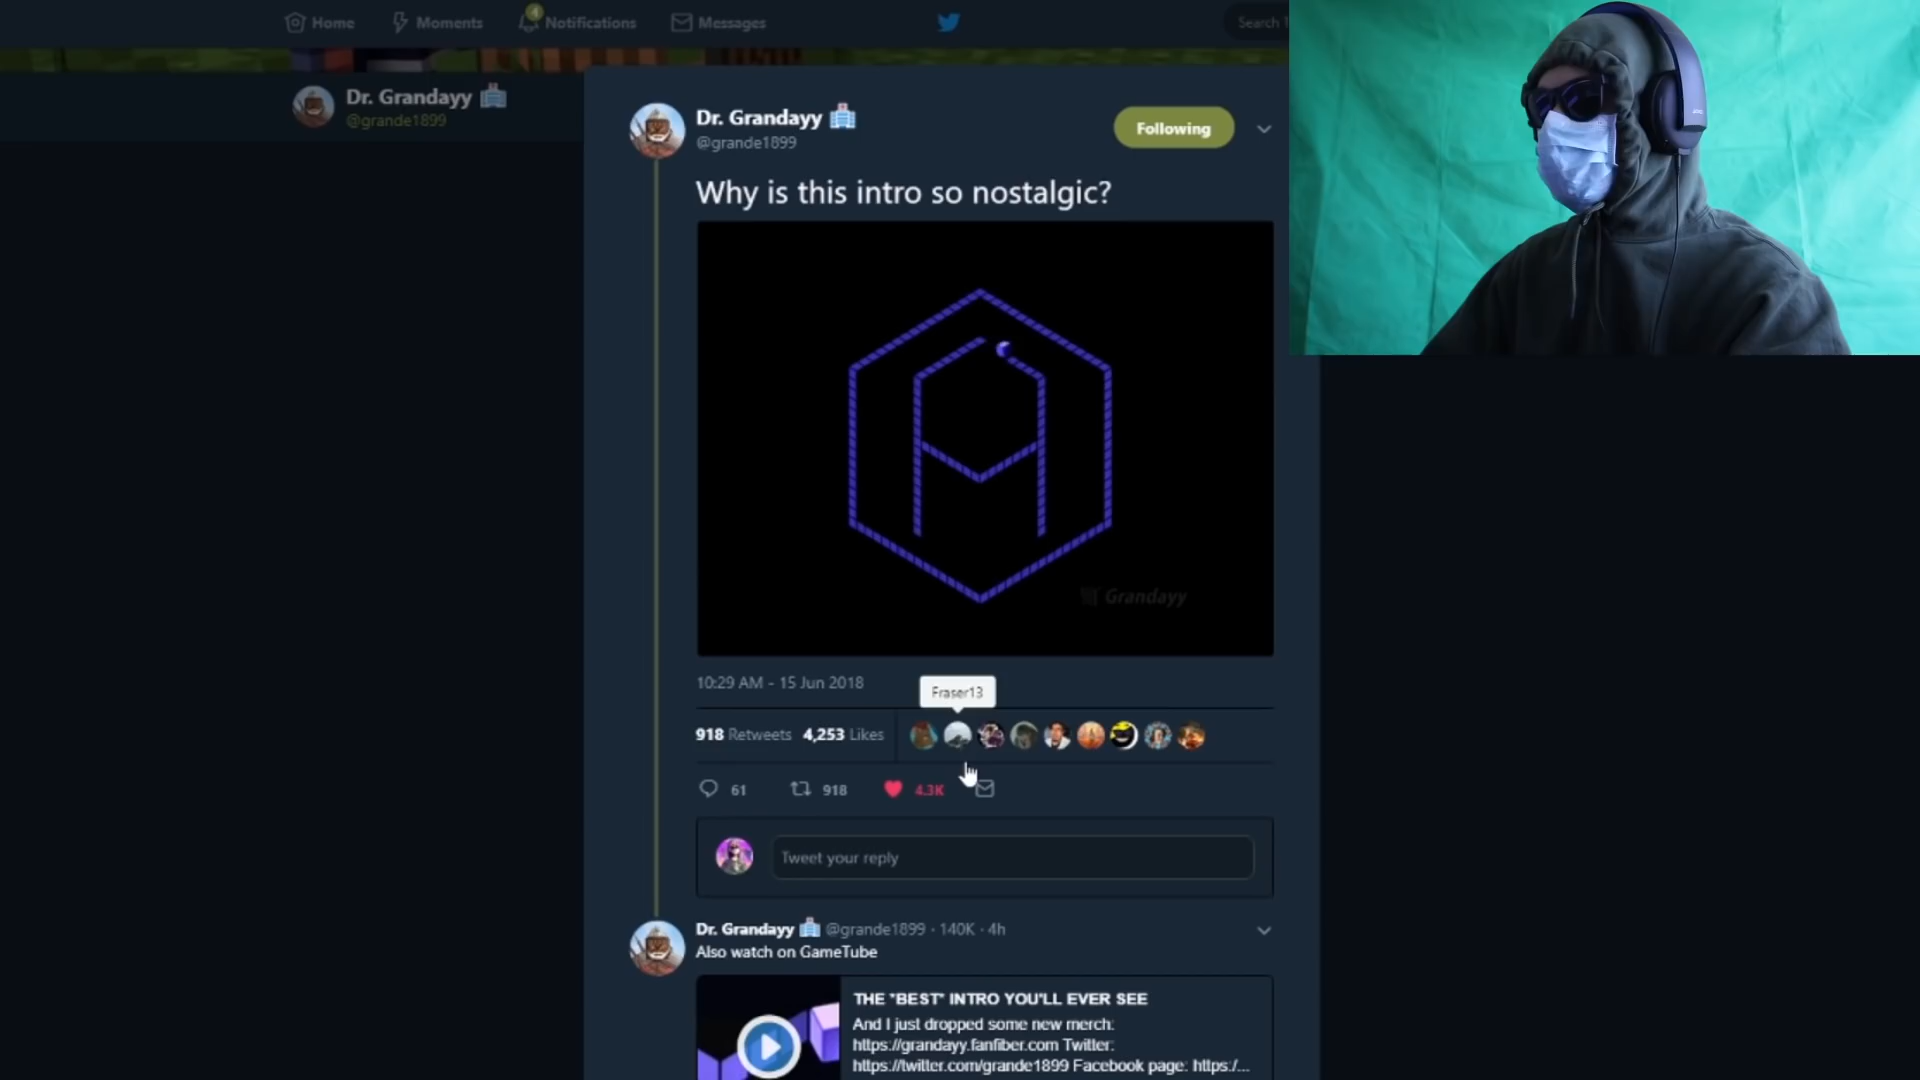 Home
Moments
4
Notifications
Messages
Search
Dr. Grandayy
@grande1899
Dr. Grandayy
@grande1899
Following
Why is this intro so nostalgic?
Grandayy
10:29 AM - 15 Jun 2018
Fraser13
918 Retweets 4,253 Likes
61
918
4.3K
Tweet your reply
Dr. Grandayy @grande1899 · 140K · 4h
Also watch on GameTube
THE *BEST* INTRO YOU'LL EVER SEE
And I just dropped some new merch:
https://grandayy.fanfiber.com Twitter:
https://twitter.com/grande1899 Facebook page: https:/...